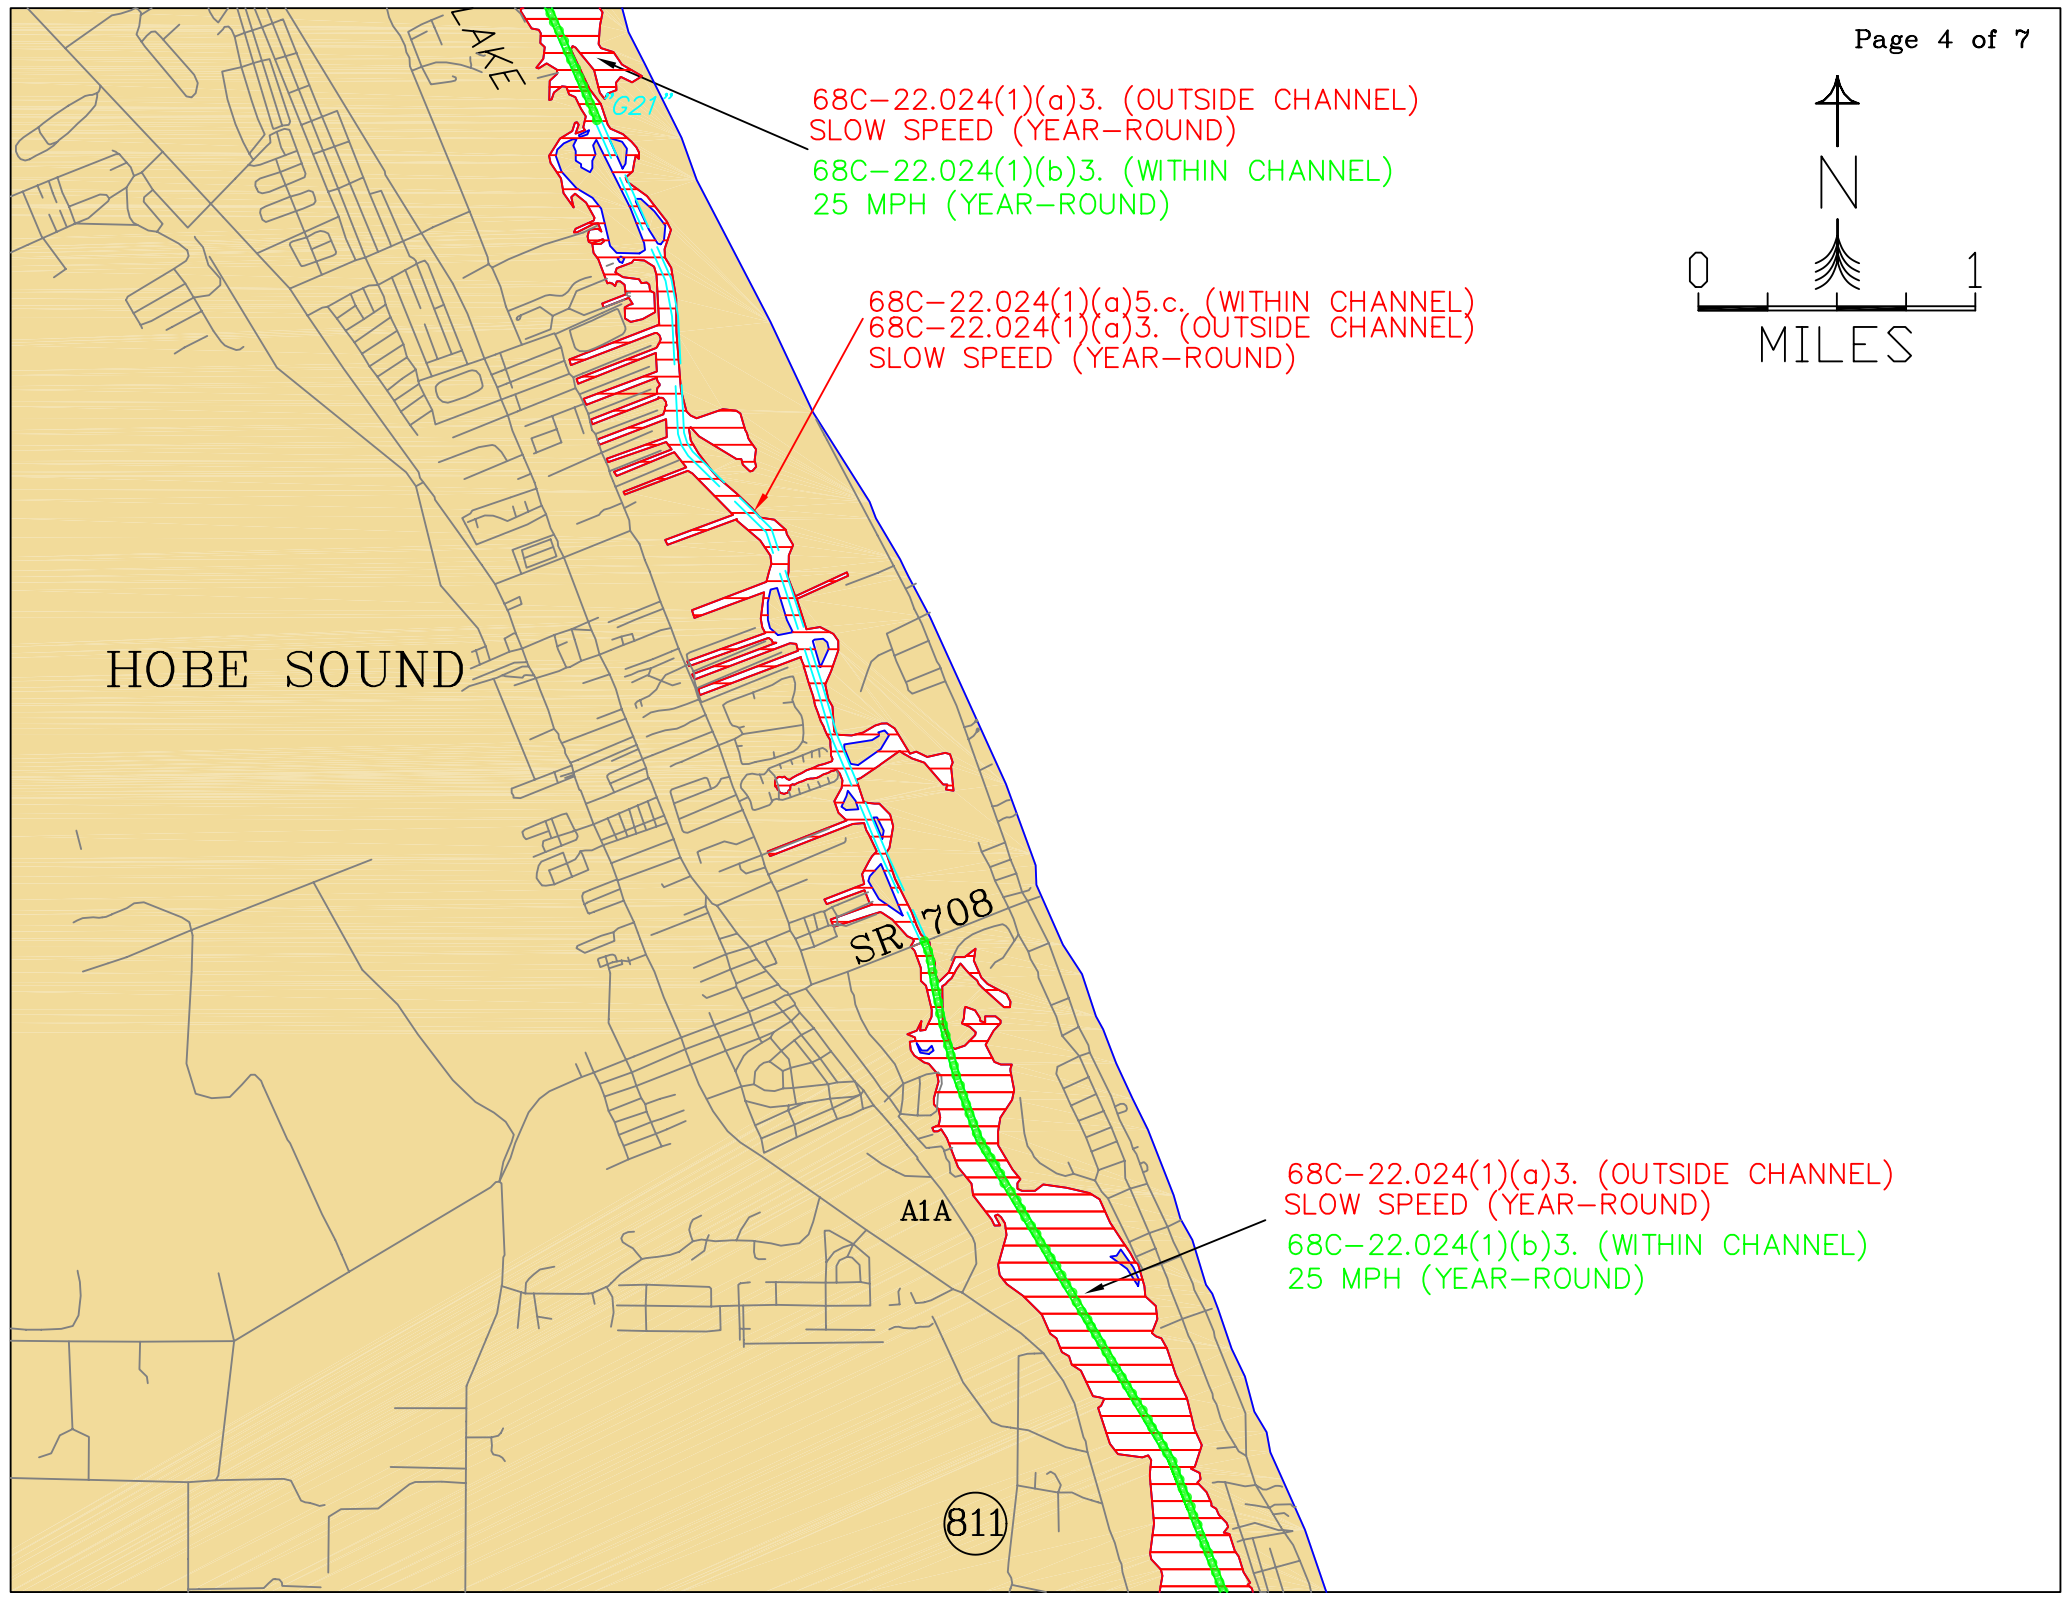 Page 4 of 7
LAKE
"G21"
68C-22.024(1)(a)3. (OUTSIDE CHANNEL)
SLOW SPEED (YEAR-ROUND)
68C-22.024(1)(b)3. (WITHIN CHANNEL)
25 MPH (YEAR-ROUND)
N
0 1
MILES
68C-22.024(1)(a)5.c. (WITHIN CHANNEL)
68C-22.024(1)(a)3. (OUTSIDE CHANNEL)
SLOW SPEED (YEAR-ROUND)
HOBE SOUND
SR 708
68C-22.024(1)(a)3. (OUTSIDE CHANNEL)
SLOW SPEED (YEAR-ROUND)
68C-22.024(1)(b)3. (WITHIN CHANNEL)
25 MPH (YEAR-ROUND)
A1A
811